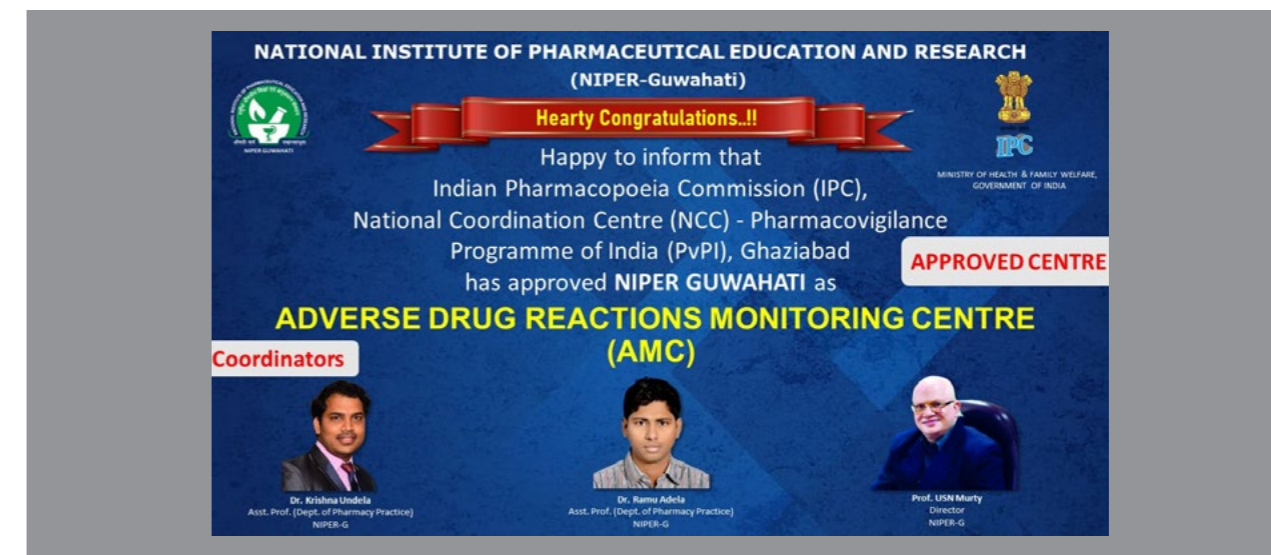 NATIONAL INSTITUTE OF PHARMACEUTICAL EDUCATION AND RESEARCH
(NIPER-Guwahati)
Hearty Congratulations..!!
NIPER GUWAHATI
IPC
MINISTRY OF HEALTH & FAMILY WELFARE,
GOVERNMENT OF INDIA
Happy to inform that
Indian Pharmacopoeia Commission (IPC),
National Coordination Centre (NCC) - Pharmacovigilance
Programme of India (PvPI), Ghaziabad
has approved NIPER GUWAHATI as
APPROVED CENTRE
ADVERSE DRUG REACTIONS MONITORING CENTRE
(AMC)
Coordinators
Dr. Krishna Undela
Asst. Prof. (Dept. of Pharmacy Practice)
NIPER-G
Dr. Ramu Adela
Asst. Prof. (Dept. of Pharmacy Practice)
NIPER-G
Prof. USN Murty
Director
NIPER-G